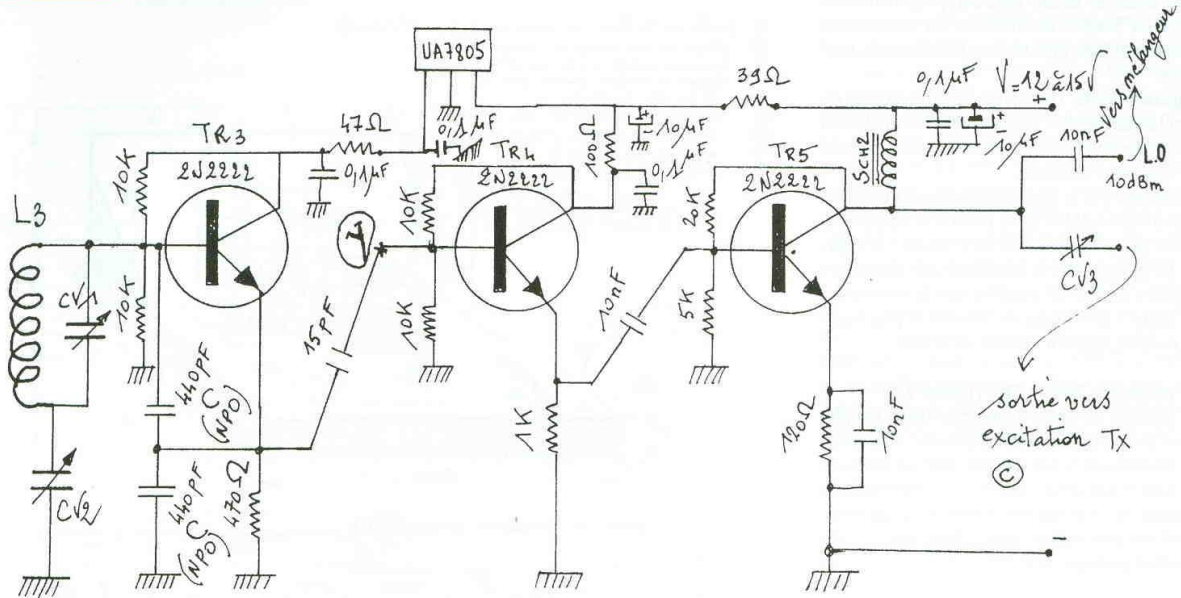 UA7805
39Ω
0,1µF
V=12 à 15V
+
vers mélangeur
TR3
2N2222
47Ω
0,1µF
0,1µF
TR4
2N2222
100Ω
+
-
10µF
0,1µF
TR5
2N2222
SCH2
+
-
10µF
10nF
L.O
10dBm
10K
L3
CV1
10K
1
*
10K
10K
20K
5K
CV3
15PF
10nF
440PF
C
(NPO)
440PF
C
(NPO)
470Ω
CV2
1K
120Ω
10nF
sortie vers
excitation TX
C
-